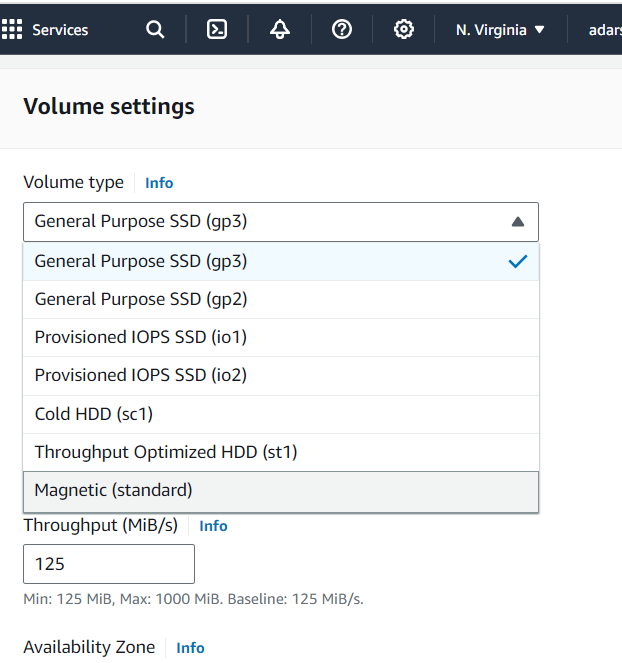 Services
N. Virginia
Volume settings
Volume type Info
General Purpose SSD (gp3)
General Purpose SSD (gp3)
General Purpose SSD (gp2)
Provisioned IOPS SSD (io1)
Provisioned IOPS SSD (io2)
Cold HDD (sc1)
Throughput Optimized HDD (st1)
Magnetic (standard)
Throughput (MiB/s) Info
125
Min: 125 MiB, Max: 1000 MiB. Baseline: 125 MiB/s.
Availability Zone Info